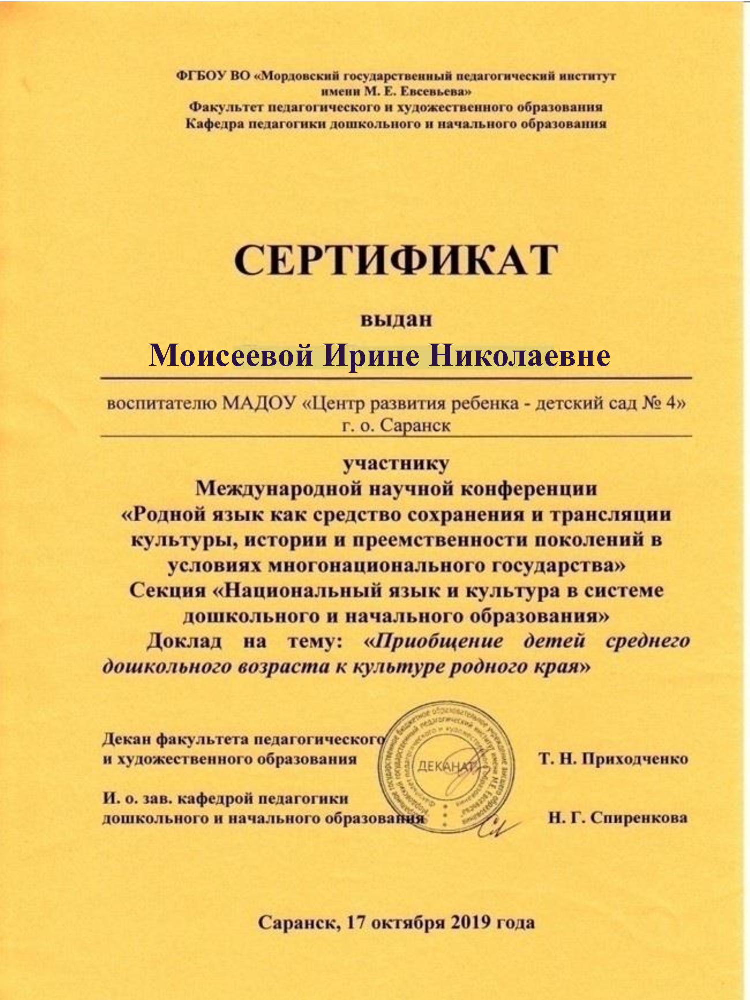 ФГБОУ ВО «Мордовский государственный педагогический институт
имени М. Е. Евсевьева»
Факультет педагогического и художественного образования
Кафедра педагогики дошкольного и начального образования
СЕРТИФИКАТ
выдан
Моисеевой Ирине Николаевне
воспитателю МАДОУ «Центр развития ребенка - детский сад № 4»
г. о. Саранск
участнику
Международной научной конференции
«Родной язык как средство сохранения и трансляции
культуры, истории и преемственности поколений в
условиях многонационального государства»
Секция «Национальный язык и культура в системе
дошкольного и начального образования»
Доклад на тему: «Приобщение детей среднего
дошкольного возраста к культуре родного края»
Декан факультета педагогического
и художественного образования Т. Н. Приходченко
И. о. зав. кафедрой педагогики
дошкольного и начального образования Н. Г. Спиренкова
ДЕКАНАТ
Саранск, 17 октября 2019 года